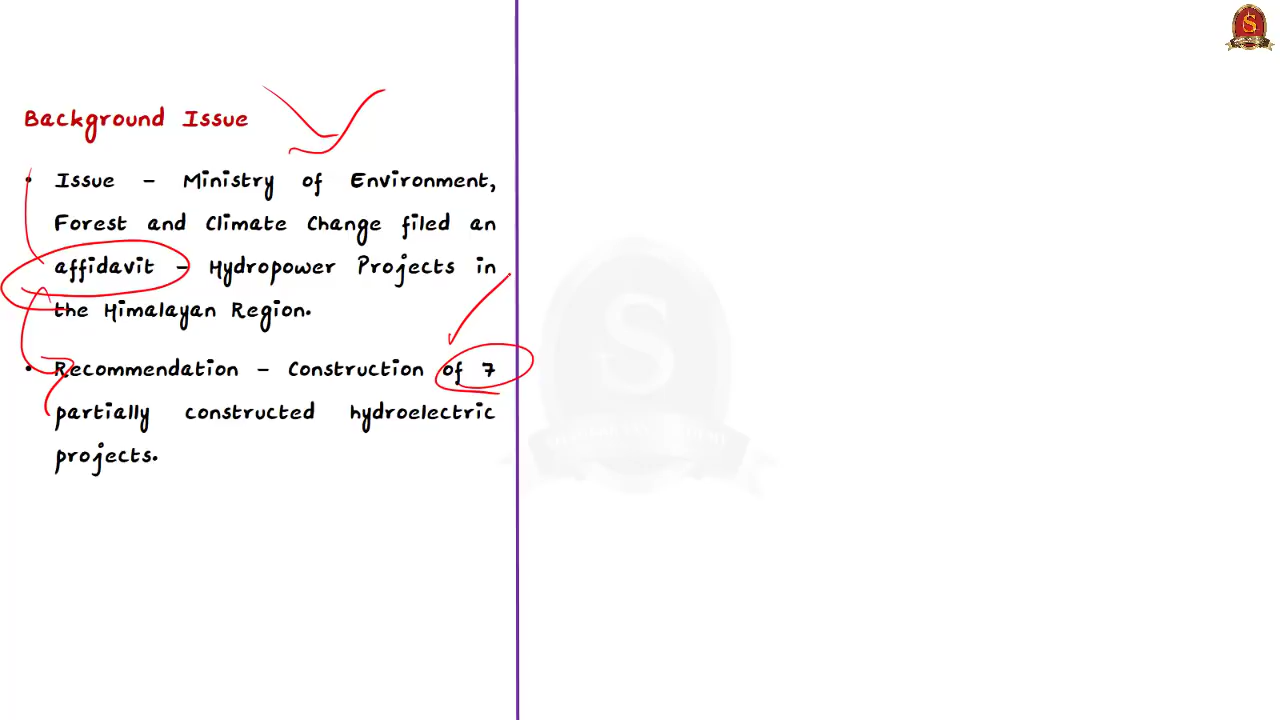 Background Issue
• Issue – Ministry of Environment,
Forest and Climate Change filed an
affidavit – Hydropower Projects in
the Himalayan Region.
• Recommendation – Construction of 7
partially constructed hydroelectric
projects.
S
S